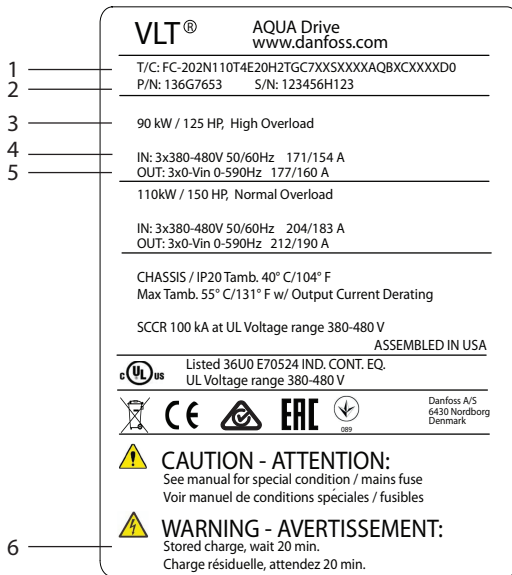 VLT® AQUA Drive
www.danfoss.com
1 T/C: FC-202N110T4E20H2TGC7XXSXXXXAQBXCXXXXD0
2 P/N: 136G7653 S/N: 123456H123
3 90 kW / 125 HP, High Overload
4 IN: 3x380-480V 50/60Hz 171/154 A
5 OUT: 3x0-Vin 0-590Hz 177/160 A
110kW / 150 HP, Normal Overload
IN: 3x380-480V 50/60Hz 204/183 A
OUT: 3x0-Vin 0-590Hz 212/190 A
CHASSIS / IP20 Tamb. 40° C/104° F
Max Tamb. 55° C/131° F w/ Output Current Derating
SCCR 100 kA at UL Voltage range 380-480 V
ASSEMBLED IN USA
c UL us Listed 36U0 E70524 IND. CONT. EQ.
UL Voltage range 380-480 V
CE EAC 089
Danfoss A/S
6430 Nordborg
Denmark
CAUTION - ATTENTION:
See manual for special condition / mains fuse
Voir manuel de conditions spéciales / fusibles
WARNING - AVERTISSEMENT:
6 Stored charge, wait 20 min.
Charge résiduelle, attendez 20 min.